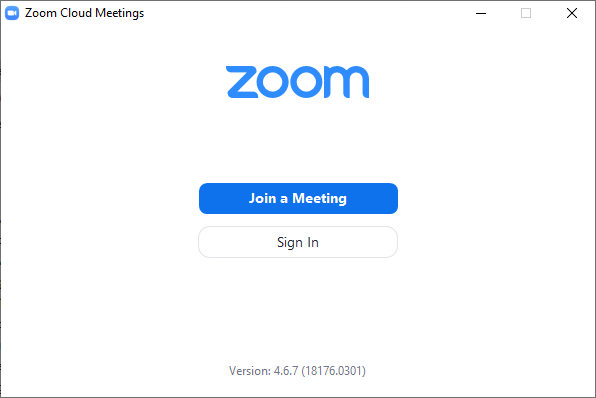 Zoom Cloud Meetings
zoom
Join a Meeting
Sign In
Version: 4.6.7 (18176.0301)